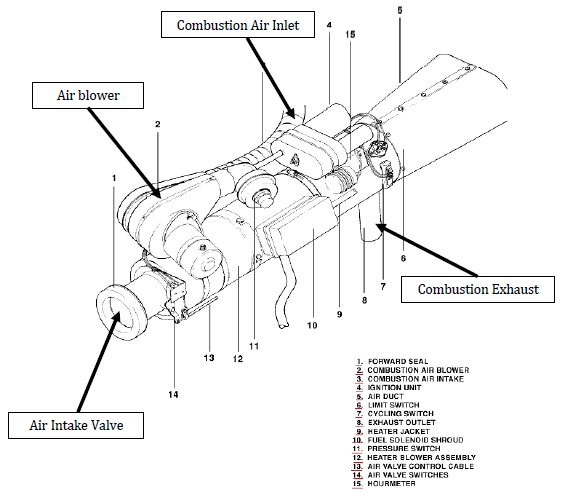 Combustion Air Inlet
5
4
15
Air blower
2
1
6
7
Combustion Exhaust
8
9
10
11
12
13
14
Air Intake Valve
1. FORWARD SEAL
2. COMBUSTION AIR BLOWER
3. COMBUSTION AIR INTAKE
4. IGNITION UNIT
5. AIR DUCT
6. LIMIT SWITCH
7. CYCLING SWITCH
8. EXHAUST OUTLET
9. HEATER JACKET
10. FUEL SOLENOID SHROUD
11. PRESSURE SWITCH
12. HEATER BLOWER ASSEMBLY
13. AIR VALVE CONTROL CABLE
14. AIR VALVE SWITCHES
15. HOURMETER